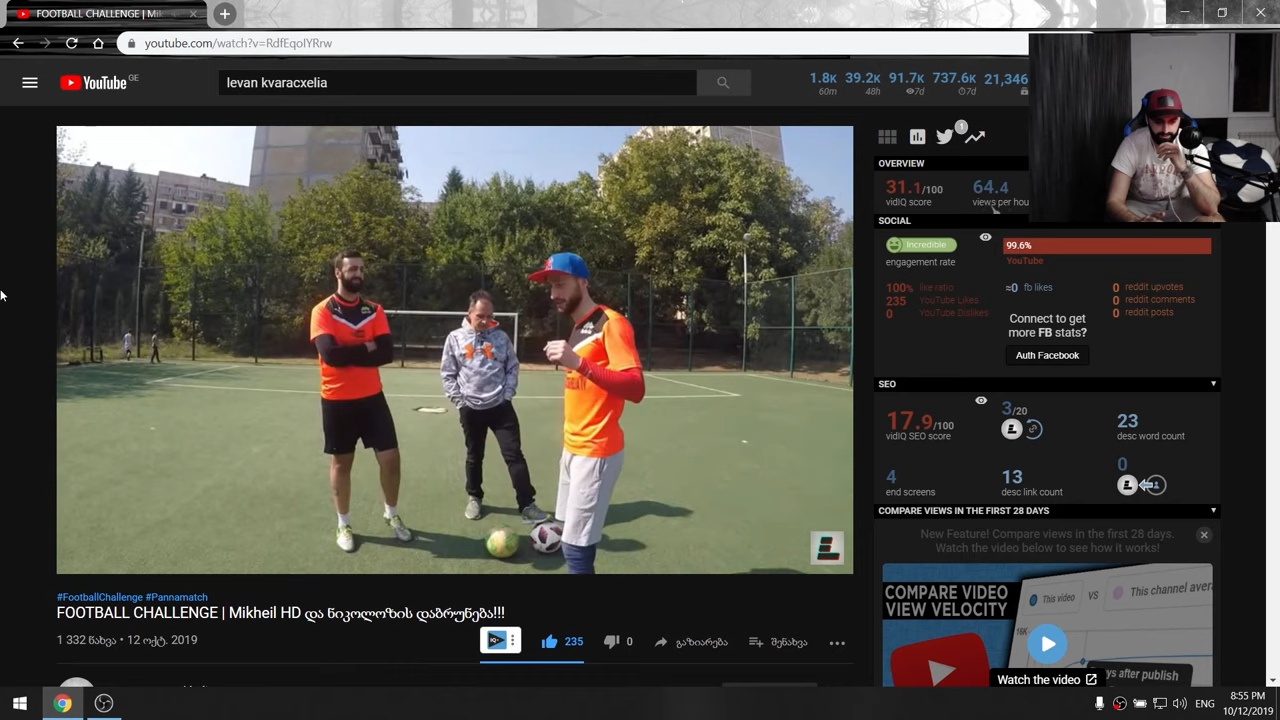 FOOTBALL CHALLENGE | Mi
youtube.com/watch?v=RdfEqoIYRrw
YouTube GE
levan kvaracxelia
1.8K 39.2K 91.7K 737.6K 21,346
60m 48h 7d 7d
1
OVERVIEW
31.1/100
vidIQ score
64.4
views per hou
SOCIAL
Incredible
engagement rate
99.6%
YouTube
100% like ratio
235 YouTube Likes
0 YouTube Dislikes
≈0 fb likes
Connect to get
more FB stats?
Auth Facebook
0 reddit upvotes
0 reddit comments
0 reddit posts
SEO
17.9/100
vidIQ SEO score
3/20
23
desc word count
4
end screens
13
desc link count
0
COMPARE VIEWS IN THE FIRST 28 DAYS
New Feature! Compare views in the first 28 days.
Watch the video below to see how it works!
COMPARE VIDEO
VIEW VELOCITY
This video VS This channel avera
16K
ys after publish
Watch the video
#FootballChallenge #Pannamatch
FOOTBALL CHALLENGE | Mikheil HD და ნიკოლოზის დაბრუნება!!!
1 332 ნახვა • 12 ოქტ. 2019
IQ
235
0
გაზიარება
შენახვა
ENG
8:55 PM
10/12/2019